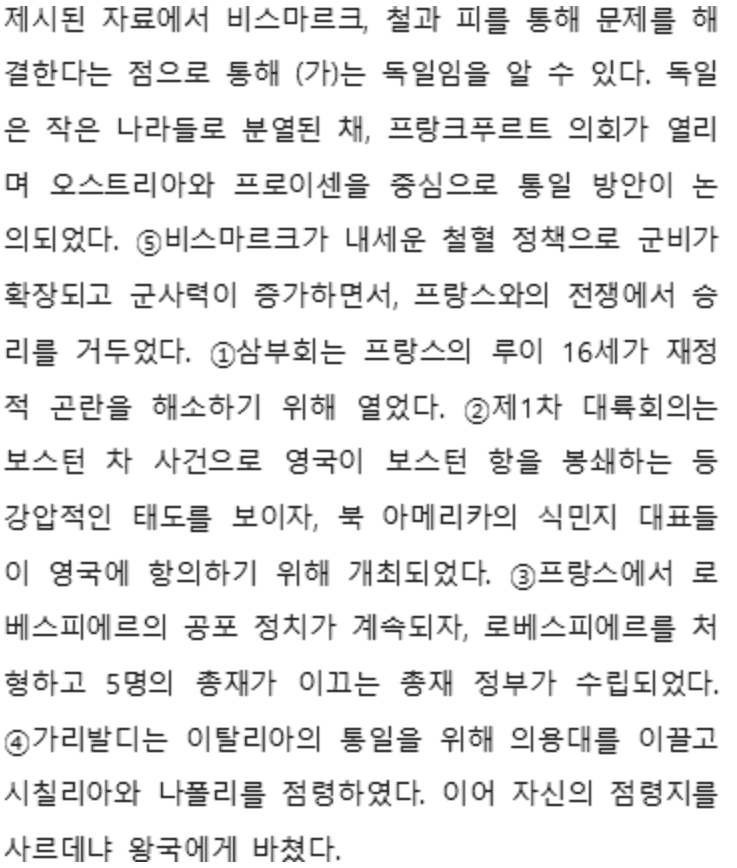 제시된 자료에서 비스마르크, 철과 피를 통해 문제를 해
결한다는 점으로 통해 (가)는 독일임을 알 수 있다. 독일
은 작은 나라들로 분열된 채, 프랑크푸르트 의회가 열리
며 오스트리아와 프로이센을 중심으로 통일 방안이 논
의되었다. ⑤비스마르크가 내세운 철혈 정책으로 군비가
확장되고 군사력이 증가하면서, 프랑스와의 전쟁에서 승
리를 거두었다. ①삼부회는 프랑스의 루이 16세가 재정
적 곤란을 해소하기 위해 열었다. ②제1차 대륙회의는
보스턴 차 사건으로 영국이 보스턴 항을 봉쇄하는 등
강압적인 태도를 보이자, 북 아메리카의 식민지 대표들
이 영국에 항의하기 위해 개최되었다. ③프랑스에서 로
베스피에르의 공포 정치가 계속되자, 로베스피에르를 처
형하고 5명의 총재가 이끄는 총재 정부가 수립되었다.
④가리발디는 이탈리아의 통일을 위해 의용대를 이끌고
시칠리아와 나폴리를 점령하였다. 이어 자신의 점령지를
사르데냐 왕국에게 바쳤다.